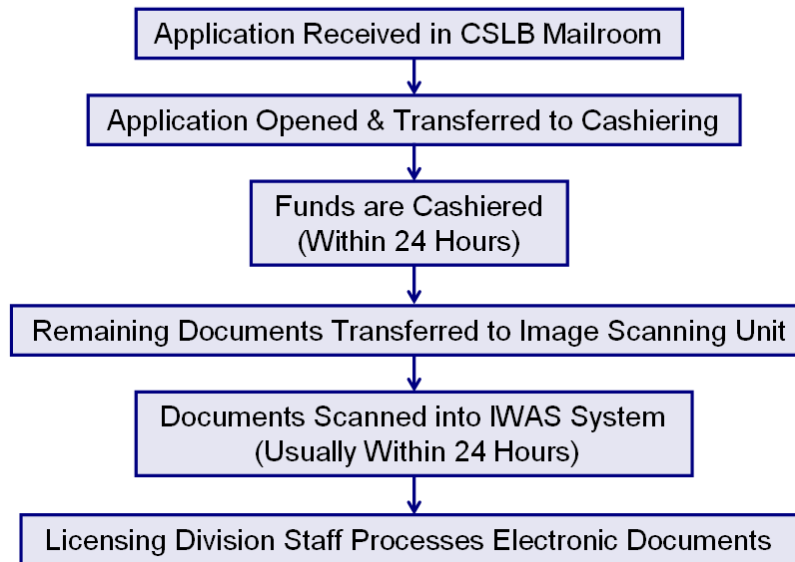 Application Received in CSLB Mailroom
Application Opened & Transferred to Cashiering
Funds are Cashiered
(Within 24 Hours)
Remaining Documents Transferred to Image Scanning Unit
Documents Scanned into IWAS System
(Usually Within 24 Hours)
Licensing Division Staff Processes Electronic Documents